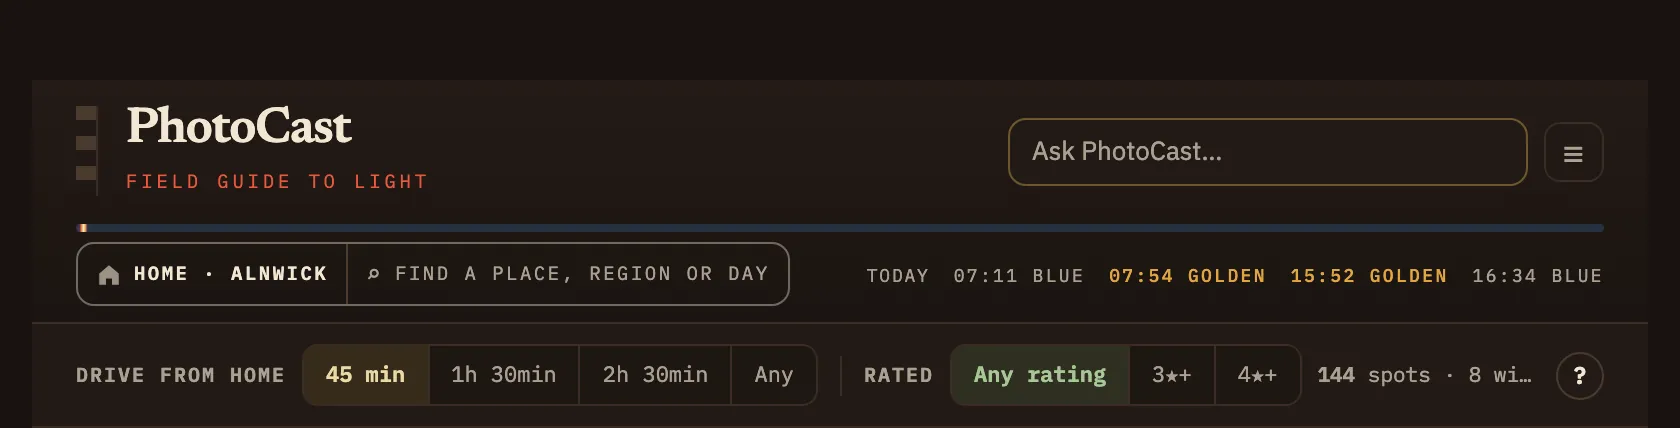 PhotoCast
FIELD GUIDE TO LIGHT
Ask PhotoCast...
HOME · ALNWICK
FIND A PLACE, REGION OR DAY
TODAY 07:11 BLUE 07:54 GOLDEN 15:52 GOLDEN 16:34 BLUE
DRIVE FROM HOME 45 min 1h 30min 2h 30min Any
RATED Any rating 3★+ 4★+ 144 spots · 8 wi… ?